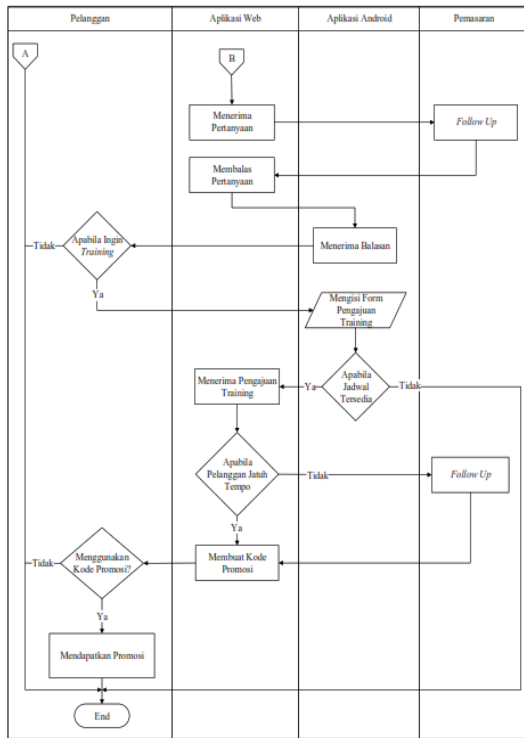 Pelanggan
Aplikasi Web
Aplikasi Android
Pemasaran
A
B
Menerima
Pertanyaan
Follow Up
Membalas
Pertanyaan
Menerima Balasan
Apabila Ingin
Training
Tidak
Ya
Mengisi Form
Pengajuan
Training
Apabila
Jadwal
Tersedia
Ya
Tidak
Menerima Pengajuan
Training
Apabila
Pelanggan Jatuh
Tempo
Tidak
Follow Up
Ya
Membuat Kode
Promosi
Menggunakan
Kode Promosi?
Tidak
Ya
Mendapatkan Promosi
End